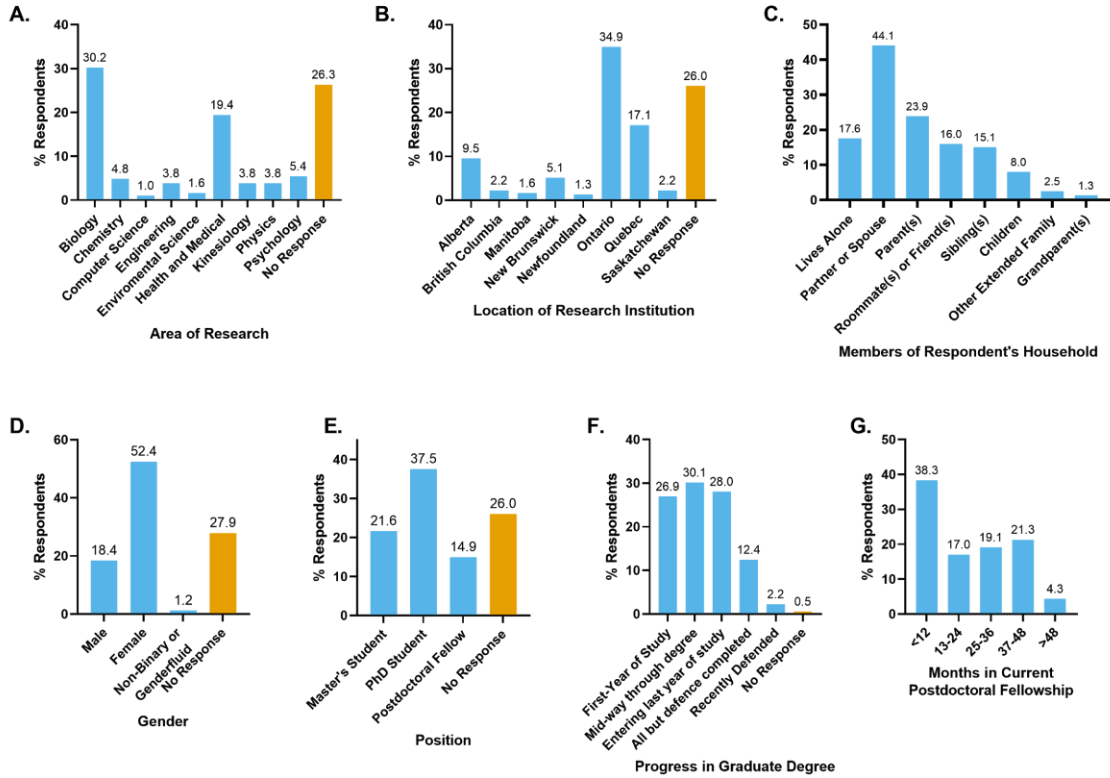 A.
% Respondents
40
30
20
10
0
30.2
4.8
1.0
3.8
1.6
19.4
3.8
3.8
5.4
26.3
Biology
Chemistry
Computer Science
Engineering
Enviromental Science
Health and Medical
Kinesiology
Physics
Psychology
No Response
Area of Research
B.
% Respondents
40
30
20
10
0
9.5
2.2
1.6
5.1
1.3
34.9
17.1
2.2
26.0
Alberta
British Columbia
Manitoba
New Brunswick
Newfoundland
Ontario
Quebec
Saskatchewan
No Response
Location of Research Institution
C.
% Respondents
50
40
30
20
10
0
17.6
44.1
23.9
16.0
15.1
8.0
2.5
1.3
Lives Alone
Partner or Spouse
Parent(s)
Roommate(s) or Friend(s)
Sibling(s)
Children
Other Extended Family
Grandparent(s)
Members of Respondent's Household
D.
% Respondents
60
40
20
0
18.4
52.4
1.2
27.9
Male
Female
Non-Binary or
Genderfluid
No Response
Gender
E.
% Respondents
40
30
20
10
0
21.6
37.5
14.9
26.0
Master's Student
PhD Student
Postdoctoral Fellow
No Response
Position
F.
% Respondents
40
30
20
10
0
26.9
30.1
28.0
12.4
2.2
0.5
First-Year of Study
Mid-way through degree
Entering last year of study
All but defence completed
Recently Defended
No Response
Progress in Graduate Degree
G.
% Respondents
50
40
30
20
10
0
38.3
17.0
19.1
21.3
4.3
<12
13-24
25-36
37-48
>48
Months in Current
Postdoctoral Fellowship